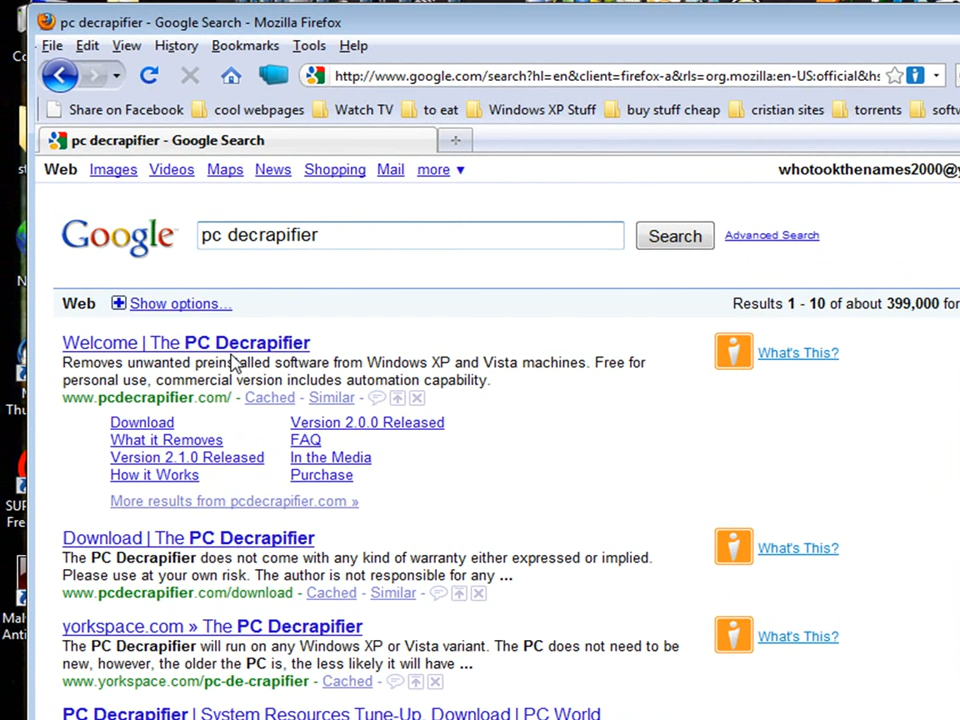 pc decrapifier - Google Search - Mozilla Firefox
File Edit View History Bookmarks Tools Help
http://www.google.com/search?hl=en&client=firefox-a&rls=org.mozilla:en-US:official&hs
Share on Facebook cool webpages Watch TV to eat Windows XP Stuff buy stuff cheap cristian sites torrents softw
pc decrapifier - Google Search
Web Images Videos Maps News Shopping Mail more ▼ whotookthenames2000@y
Google pc decrapifier Search Advanced Search
Web Show options... Results 1 - 10 of about 399,000 for
Welcome | The PC Decrapifier
Removes unwanted preinstalled software from Windows XP and Vista machines. Free for What's This?
personal use, commercial version includes automation capability.
www.pcdecrapifier.com/ - Cached - Similar -
Download Version 2.0.0 Released
What it Removes FAQ
Version 2.1.0 Released In the Media
How it Works Purchase
More results from pcdecrapifier.com »
Download | The PC Decrapifier
The PC Decrapifier does not come with any kind of warranty either expressed or implied. What's This?
Please use at your own risk. The author is not responsible for any ...
www.pcdecrapifier.com/download - Cached - Similar -
yorkspace.com » The PC Decrapifier
The PC Decrapifier will run on any Windows XP or Vista variant. The PC does not need to be What's This?
new, however, the older the PC is, the less likely it will have ...
www.yorkspace.com/pc-de-crapifier - Cached -
PC Decrapifier | System Resources Tune-Up, Download | PC World